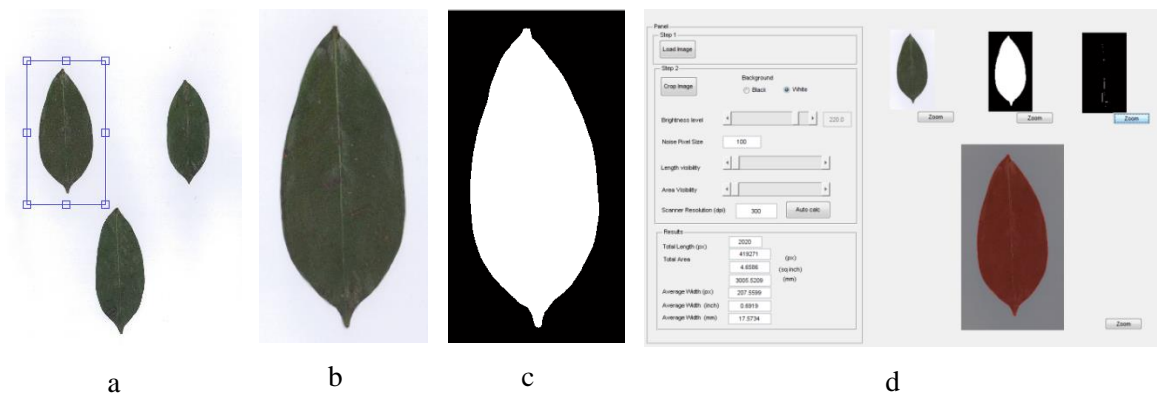 Panel
Step 1
Load Image
Step 2
Crop Image
Background
Black White
Brightness level 220.0
Noise Pixel Size 100
Length visibility
Area Visibility
Scanner Resolution (dpi) 300 Auto calc
Results
Total Length (px) 2020
Total Area 419271 (px)
4.6586 (sq inch)
3005.5209 (mm)
Average Width (px) 207.5599
Average Width (inch) 0.6919
Average Width (mm) 17.5734
Zoom Zoom Zoom
Zoom
a b c d